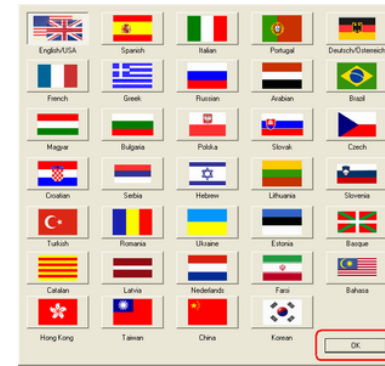 English/USA
Spanish
Italian
Portugal
Deutsch/Österreich
French
Greek
Russian
Arabian
Brazil
Magyar
Bulgaria
Polska
Slovak
Czech
Croatian
Serbia
Hebrew
Lithuania
Slovenia
Turkish
Romania
Ukraine
Estonia
Basque
Catalan
Latvia
Nederlands
Farsi
Bahasa
Hong Kong
Taiwan
China
Korean
OK